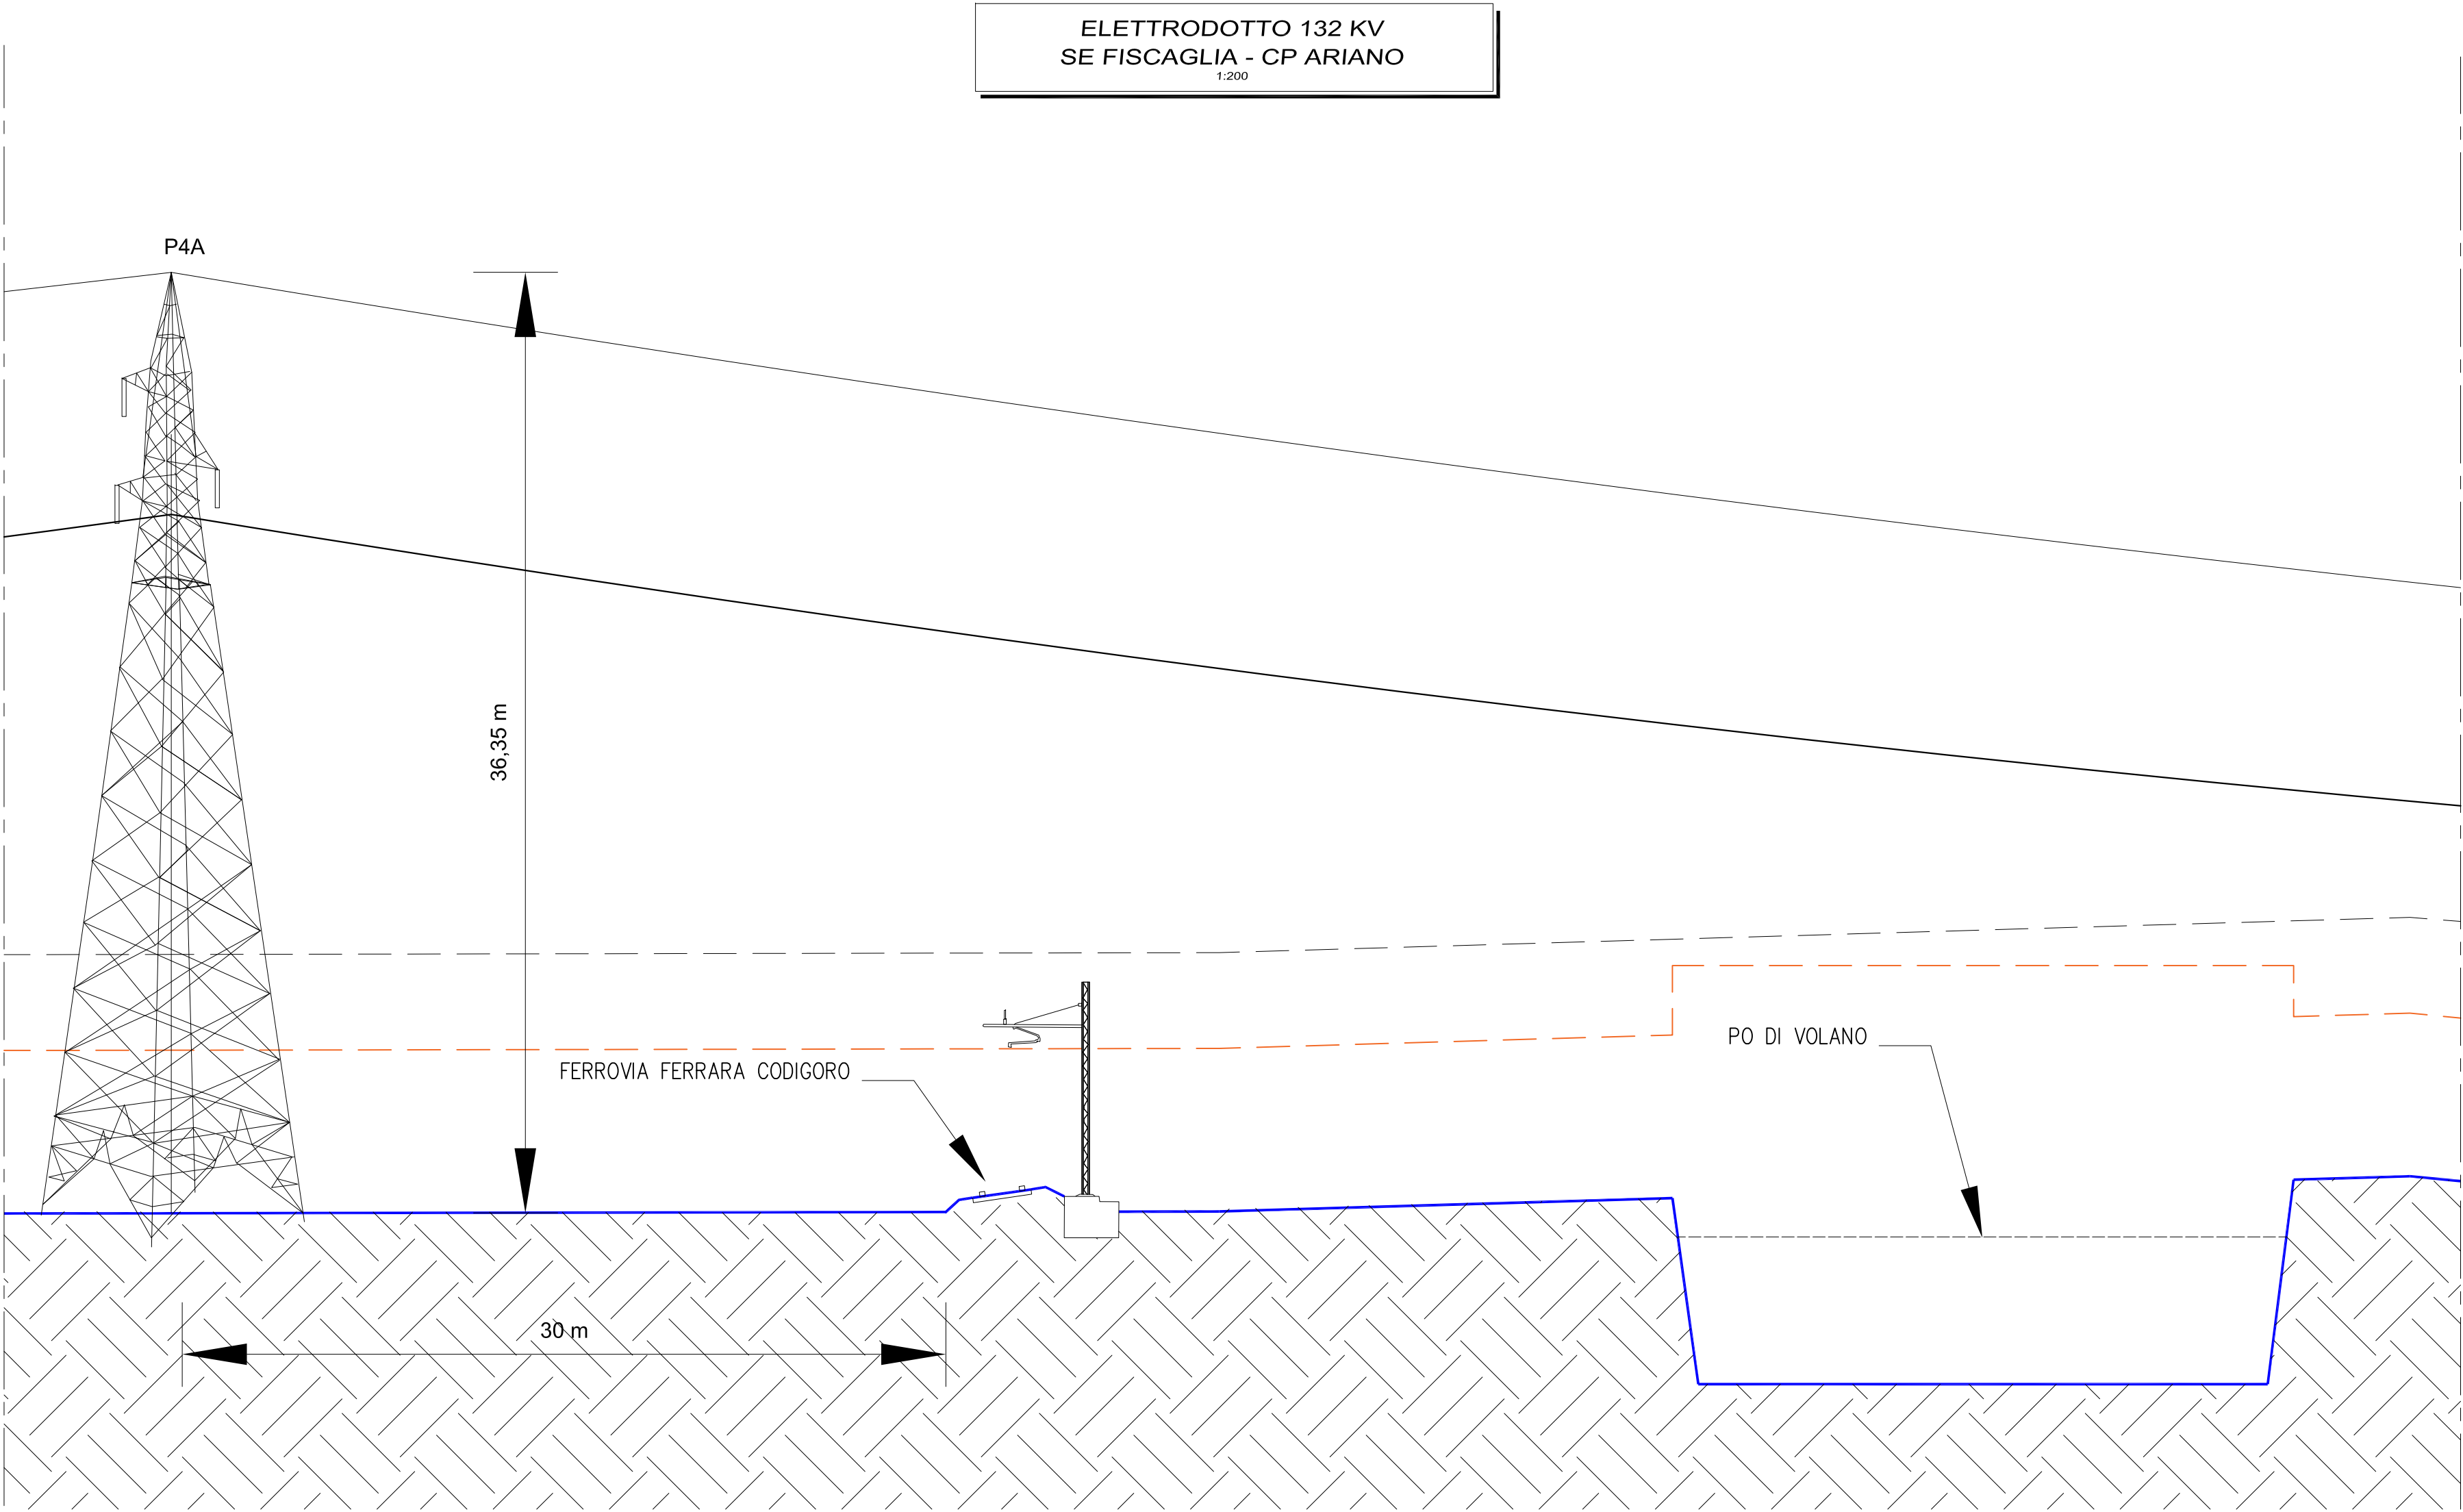 ELETTRODOTTO 132 KV
SE FISCAGLIA - CP ARIANO
1:200
P4A
36,35 m
PO DI VOLANO
FERROVIA FERRARA CODIGORO
30 m